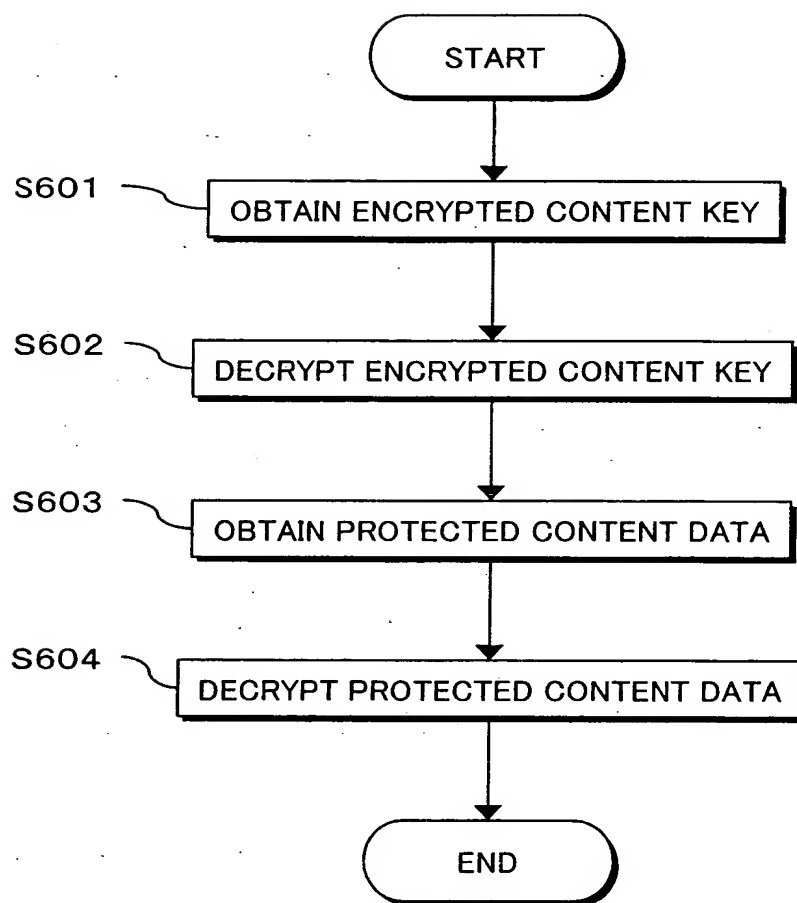 START
S601
OBTAIN ENCRYPTED CONTENT KEY
S602
DECRYPT ENCRYPTED CONTENT KEY
S603
OBTAIN PROTECTED CONTENT DATA
S604
DECRYPT PROTECTED CONTENT DATA
END